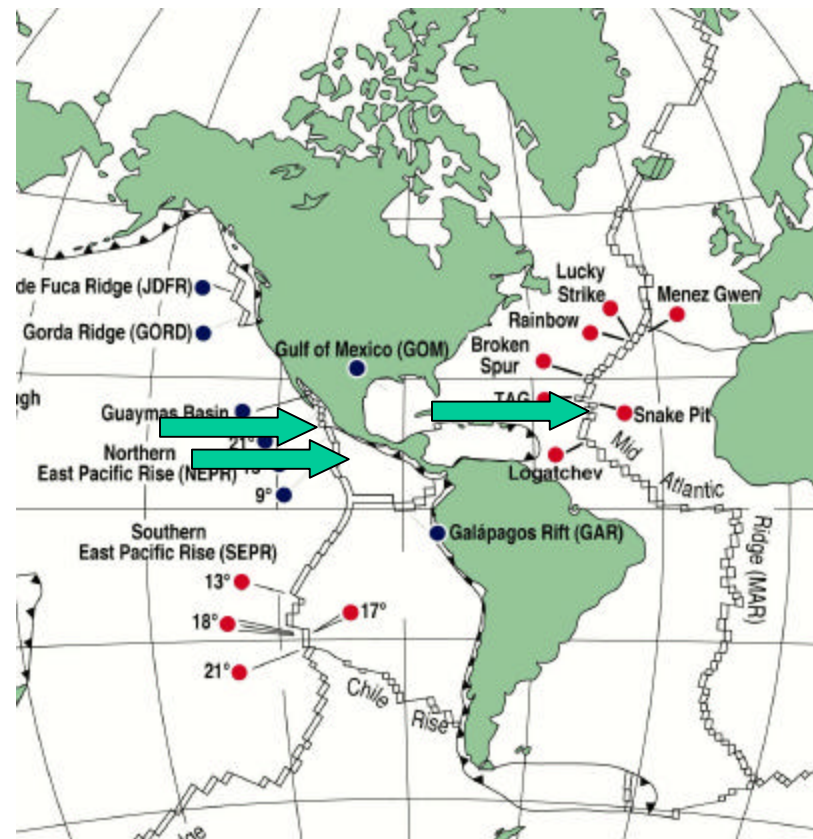 de Fuca Ridge (JDFR)
Gorda Ridge (GORD)
Gulf of Mexico (GOM)
Lucky
Strike
Menez Gwen
Rainbow
Broken
Spur
TAG
Snake Pit
gh
Guaymas Basin
21°
Northern
East Pacific Rise (NEPR)
9°
Logatchev
Mid
Atlantic
Ridge (MAR)
Southern
East Pacific Rise (SEPR)
Galápagos Rift (GAR)
13°
17°
18°
21°
Chile
Rise